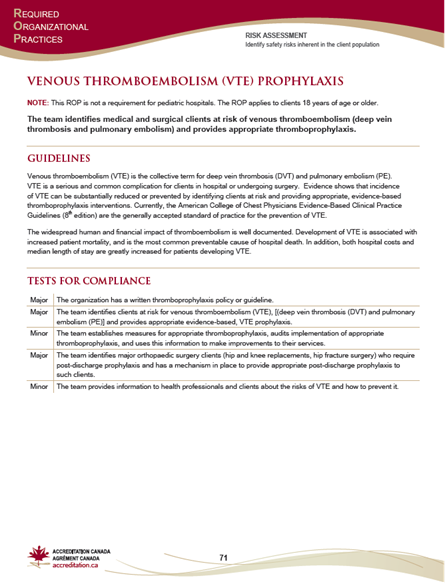 REQUIRED
ORGANIZATIONAL
PRACTICES
RISK ASSESSMENT
Identify safety risks inherent in the client population
VENOUS THROMBOEMBOLISM (VTE) PROPHYLAXIS
NOTE: This ROP is not a requirement for pediatric hospitals. The ROP applies to clients 18 years of age or older.
The team identifies medical and surgical clients at risk of venous thromboembolism (deep vein
thrombosis and pulmonary embolism) and provides appropriate thromboprophylaxis.
GUIDELINES
Venous thromboembolism (VTE) is the collective term for deep vein thrombosis (DVT) and pulmonary embolism (PE).
VTE is a serious and common complication for clients in hospital or undergoing surgery. Evidence shows that incidence
of VTE can be substantially reduced or prevented by identifying clients at risk and providing appropriate, evidence-based
thromboprophylaxis interventions. Currently, the American College of Chest Physicians Evidence-Based Clinical Practice
Guidelines (8th edition) are the generally accepted standard of practice for the prevention of VTE.
The widespread human and financial impact of thromboembolism is well documented. Development of VTE is associated with
increased patient mortality, and is the most common preventable cause of hospital death. In addition, both hospital costs and
median length of stay are greatly increased for patients developing VTE.
TESTS FOR COMPLIANCE
Major The organization has a written thromboprophylaxis policy or guideline.
Major The team identifies clients at risk for venous thromboembolism (VTE), [(deep vein thrombosis (DVT) and pulmonary
embolism (PE)] and provides appropriate evidence-based, VTE prophylaxis.
Minor The team establishes measures for appropriate thromboprophylaxis, audits implementation of appropriate
thromboprophylaxis, and uses this information to make improvements to their services.
Major The team identifies major orthopaedic surgery clients (hip and knee replacements, hip fracture surgery) who require
post-discharge prophylaxis and has a mechanism in place to provide appropriate post-discharge prophylaxis to
such clients.
Minor The team provides information to health professionals and clients about the risks of VTE and how to prevent it.
ACCREDITATION CANADA
AGRÉMENT CANADA
accreditation.ca
71